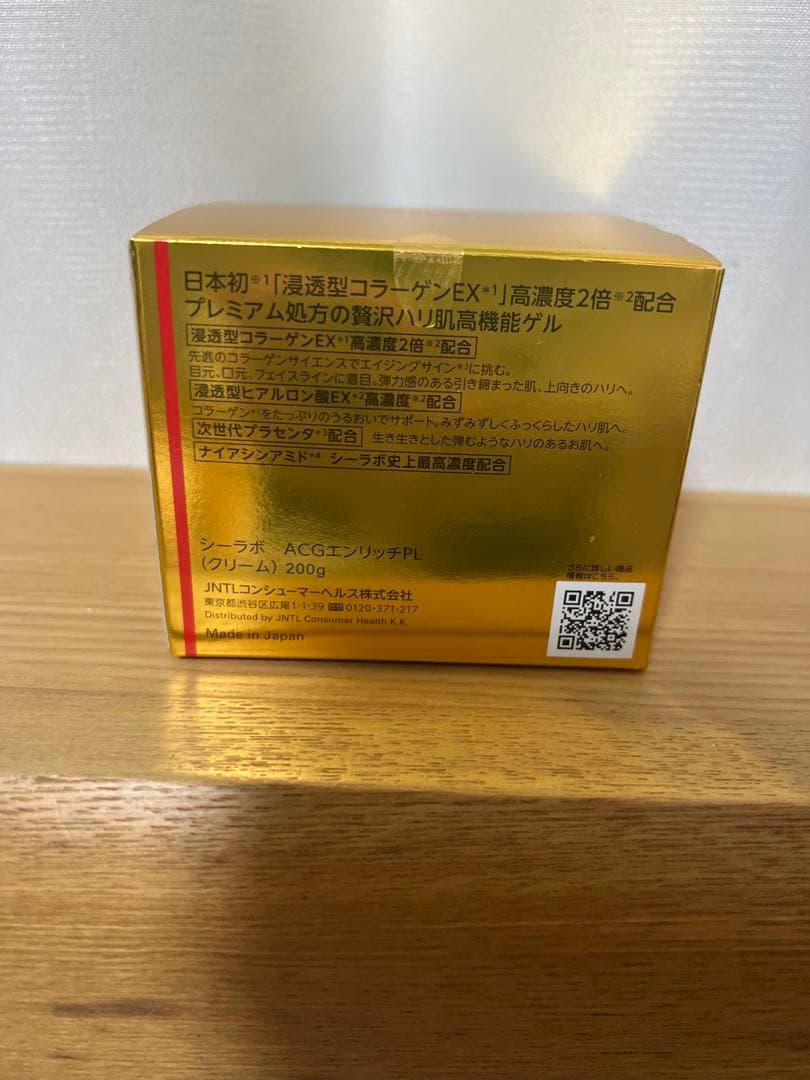 日本初※1「浸透型コラーゲンEX*1」高濃度2倍※2配合
プレミアム処方の贅沢ハリ肌高機能ゲル
浸透型コラーゲンEX*1高濃度2倍※2配合
先進のコラーゲンサイエンスでエイジングサイン※3に挑む。
目元、口元、フェイスラインに着目。弾力感のある引き締まった肌、上向きのハリへ。
浸透型ヒアルロン酸EX*2高濃度※2配合
コラーゲン*1をたっぷりのうるおいでサポート。みずみずしくふっくらしたハリ肌へ。
次世代プラセンタ*3配合 生き生きとした弾むようなハリのあるお肌へ。
ナイアシンアミド*4 シーラボ史上最高濃度配合
シーラボ ACGエンリッチPL
(クリーム) 200g
JNTLコンシューマーヘルス株式会社
東京都渋谷区広尾1-1-39 0120-371-217
Distributed by JNTL Consumer Health K.K.
Made in Japan
さらに詳しい商品
情報はこちら。